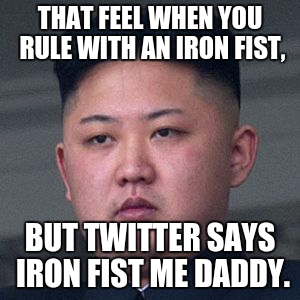 THAT FEEL WHEN YOU
RULE WITH AN IRON FIST,
BUT TWITTER SAYS
IRON FIST ME DADDY.